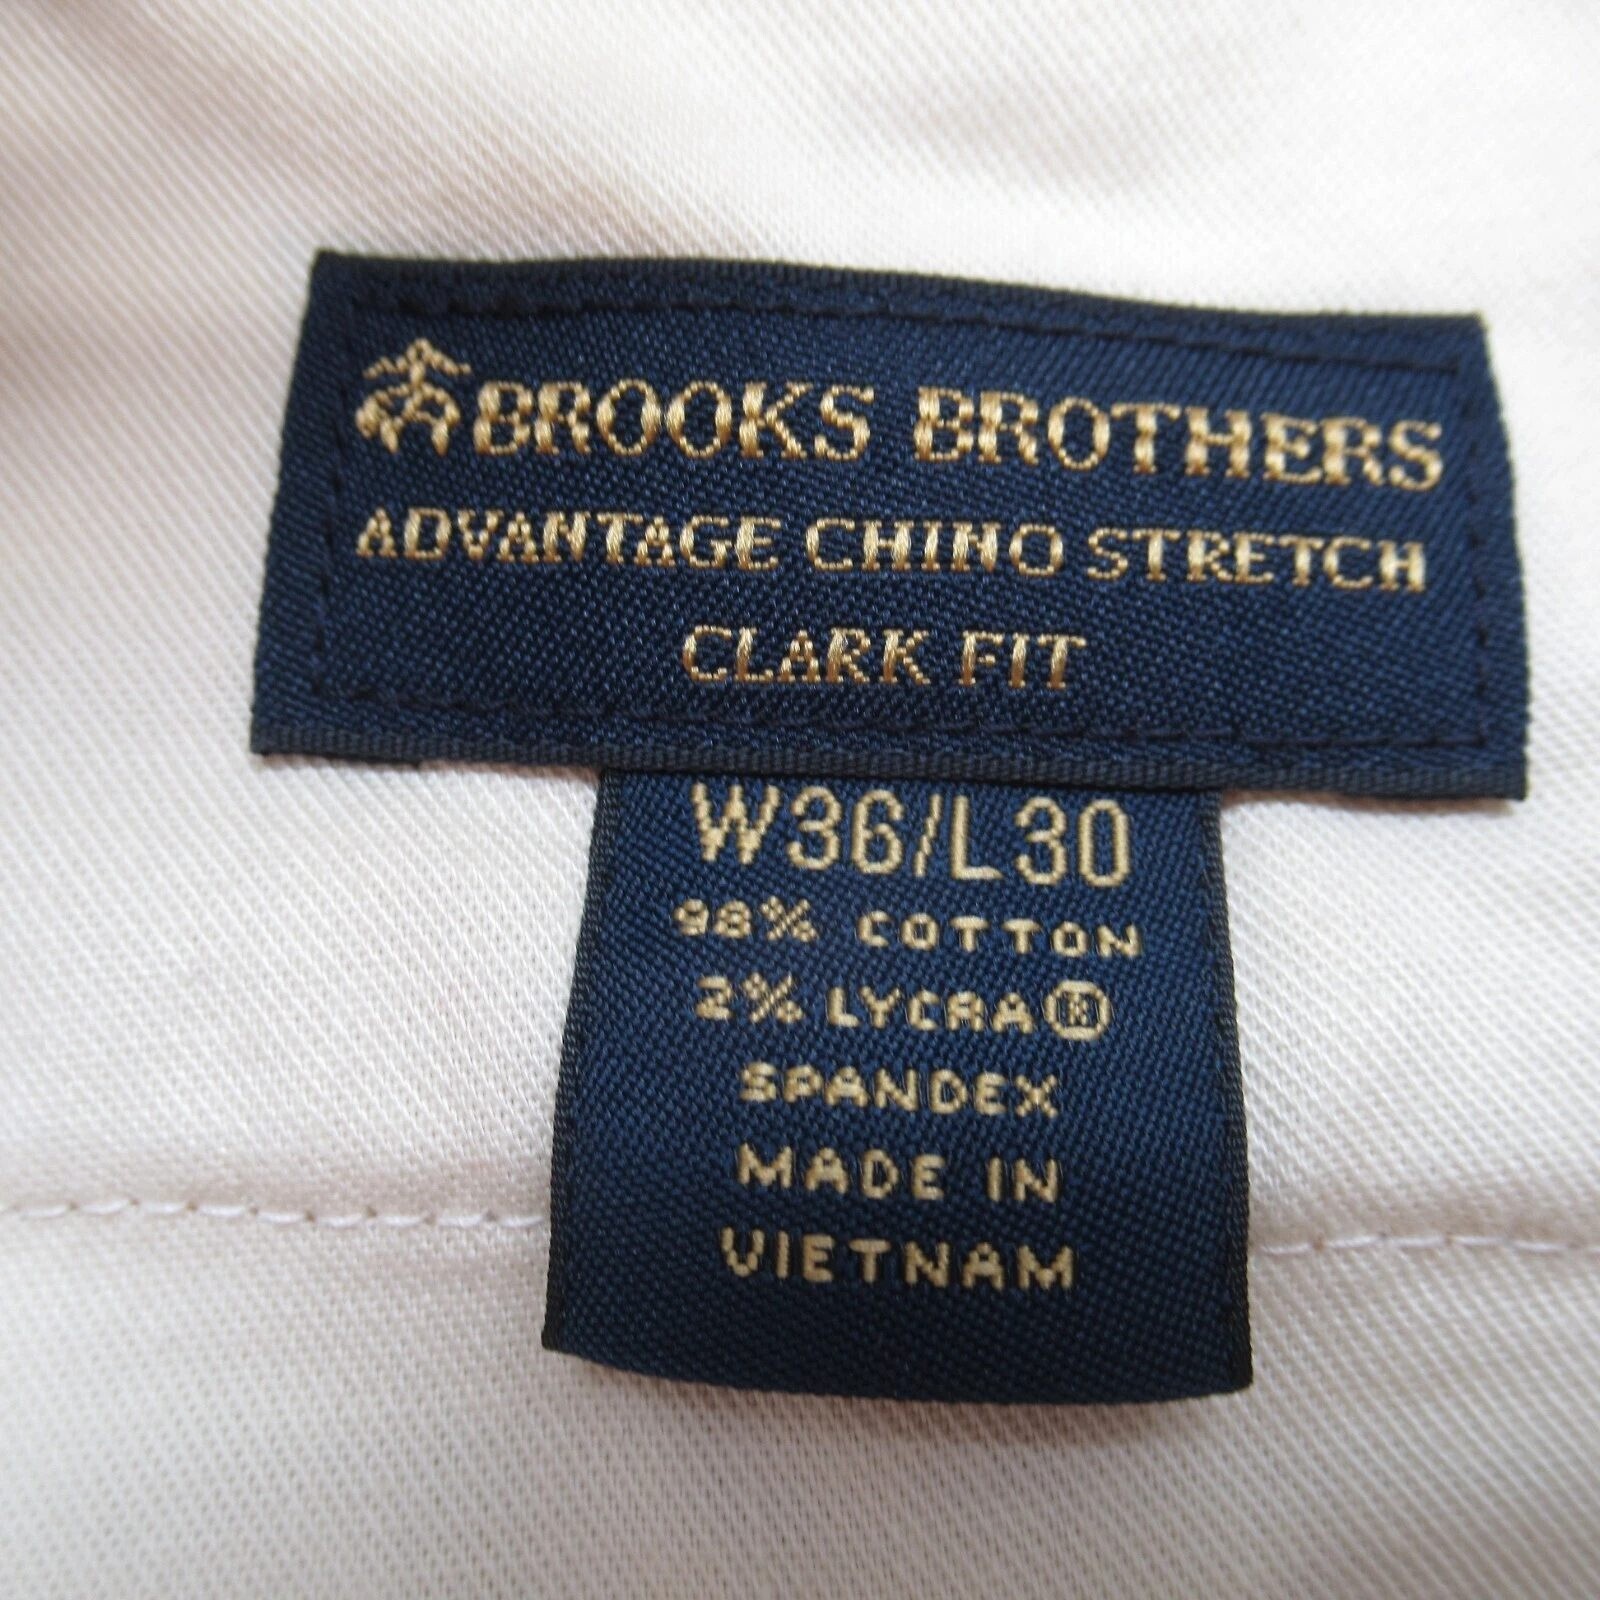 BROOKS BROTHERS
ADVANTAGE CHINO STRETCH
CLARK FIT
W36/L30
98% COTTON
2% LYCRA®
SPANDEX
MADE IN
VIETNAM